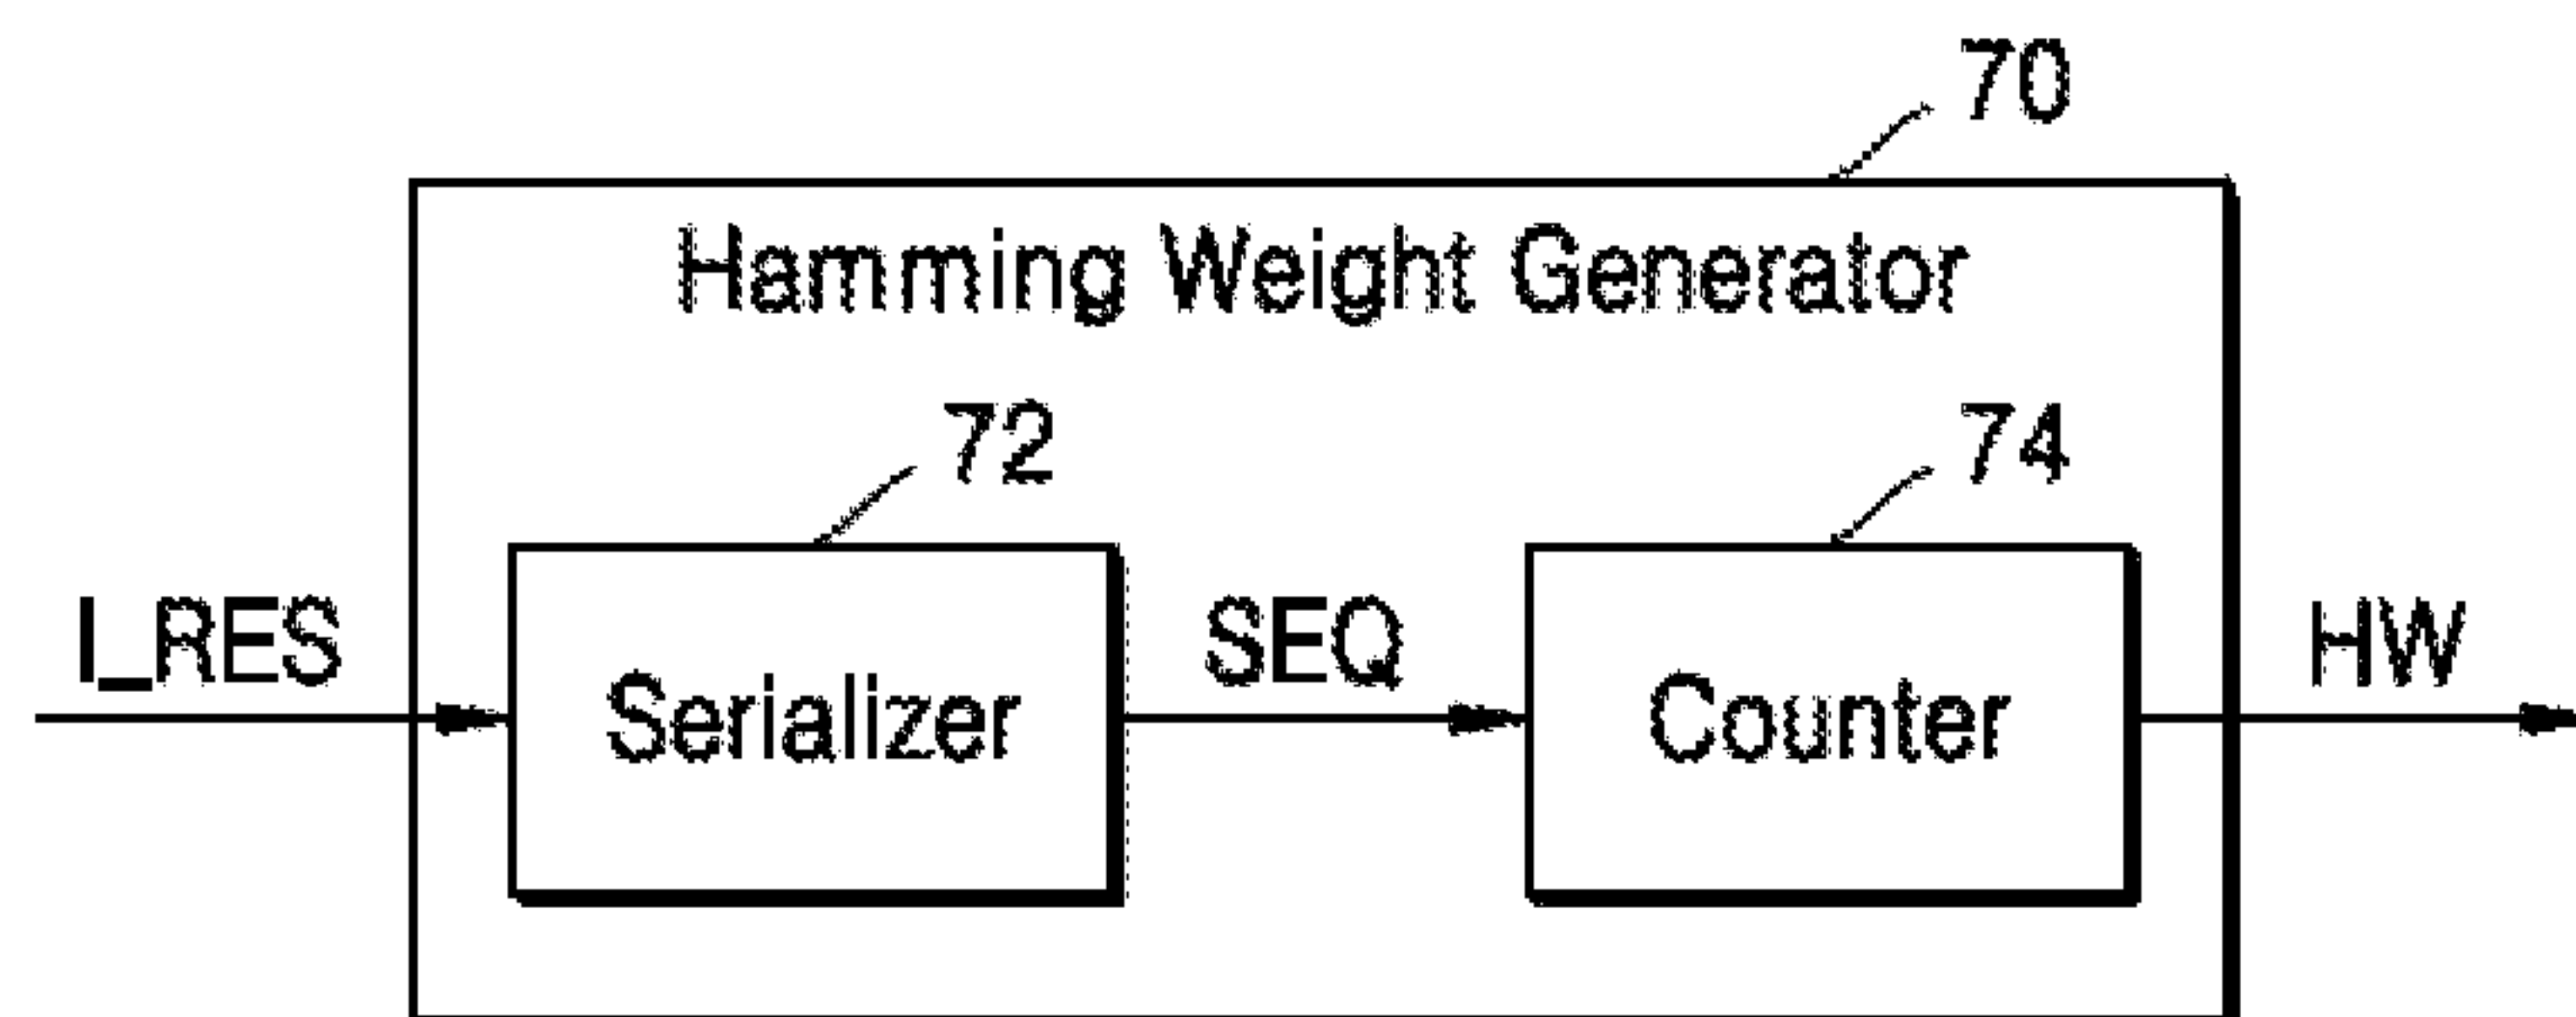 70
Hamming Weight Generator
72
74
I_RES
SEQ
HW
Serializer
Counter